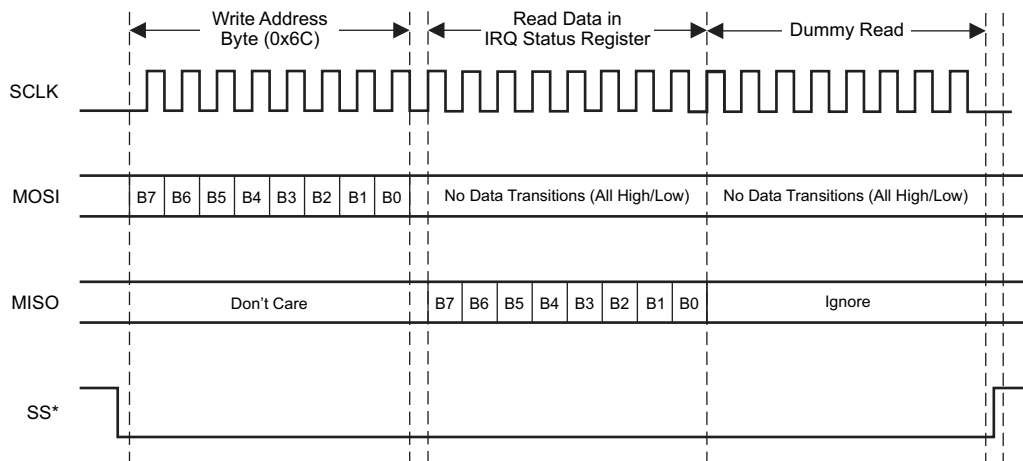 Write Address
Byte (0x6C)
Read Data in
IRQ Status Register
Dummy Read
SCLK
MOSI
B7 B6 B5 B4 B3 B2 B1 B0
No Data Transitions (All High/Low)
No Data Transitions (All High/Low)
MISO
Don't Care
B7 B6 B5 B4 B3 B2 B1 B0
Ignore
SS*